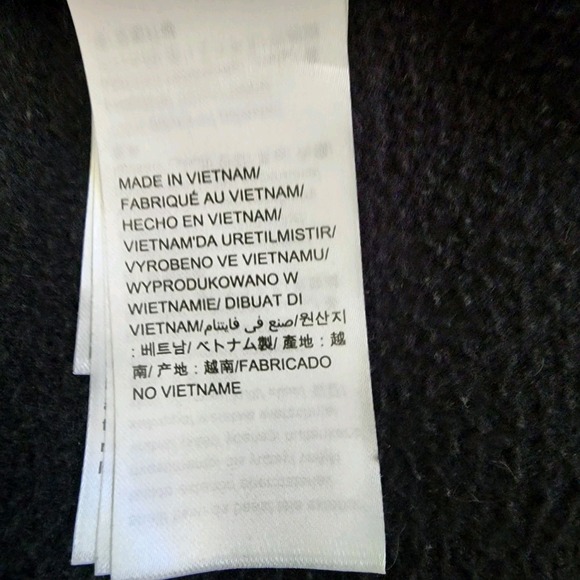 MADE IN VIETNAM/
FABRIQUÉ AU VIETNAM/
HECHO EN VIETNAM/
VIETNAM'DA URETILMISTIR/
VYROBENO VE VIETNAMU/
WYPRODUKOWANO W
WIETNAMIE/ DIBUAT DI
VIETNAM/صنع في فايتنام/원산지
: 베트남/ ベトナム製/ 產地 : 越
南/ 产地 : 越南/FABRICADO
NO VIETNAME